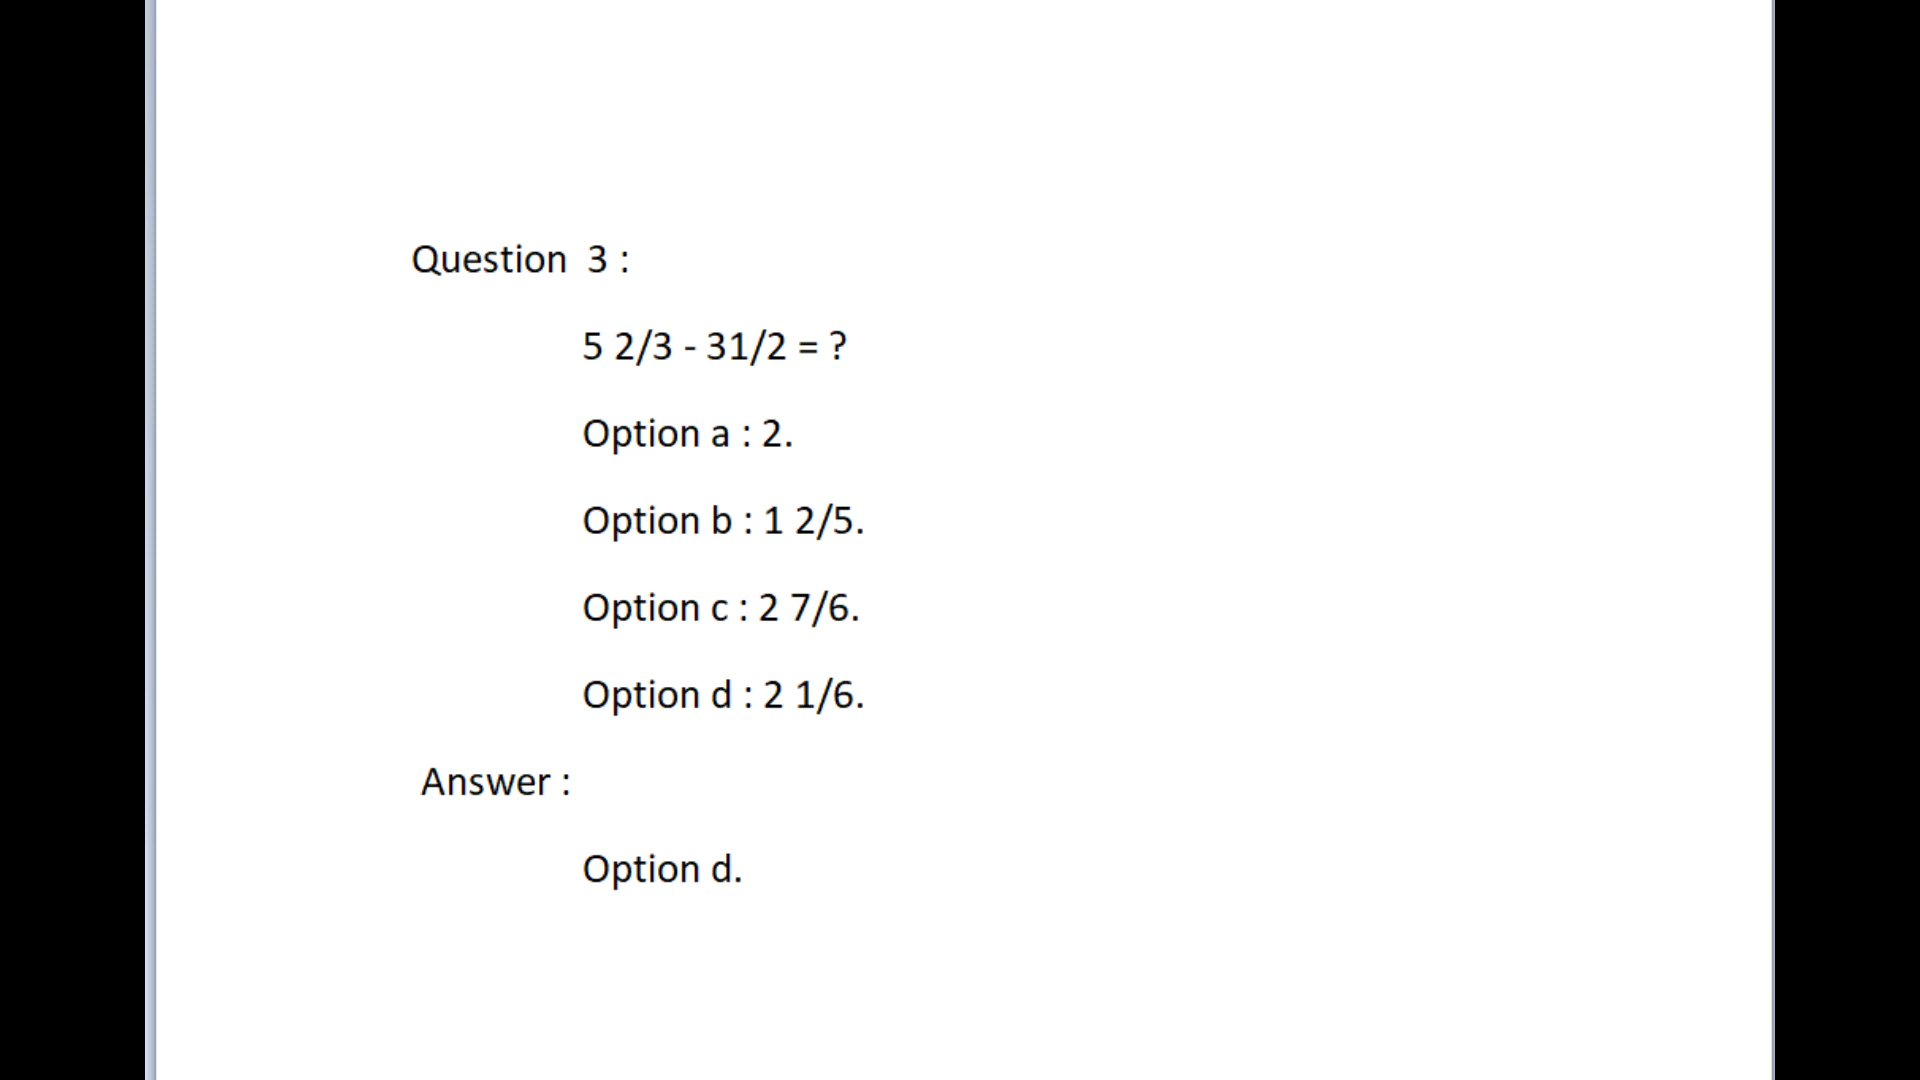 Question  3 :
5 2/3 - 31/2 = ?
Option a : 2.
Option b : 1 2/5.
Option c : 2 7/6.
Option d : 2 1/6.
Answer :
Option d.